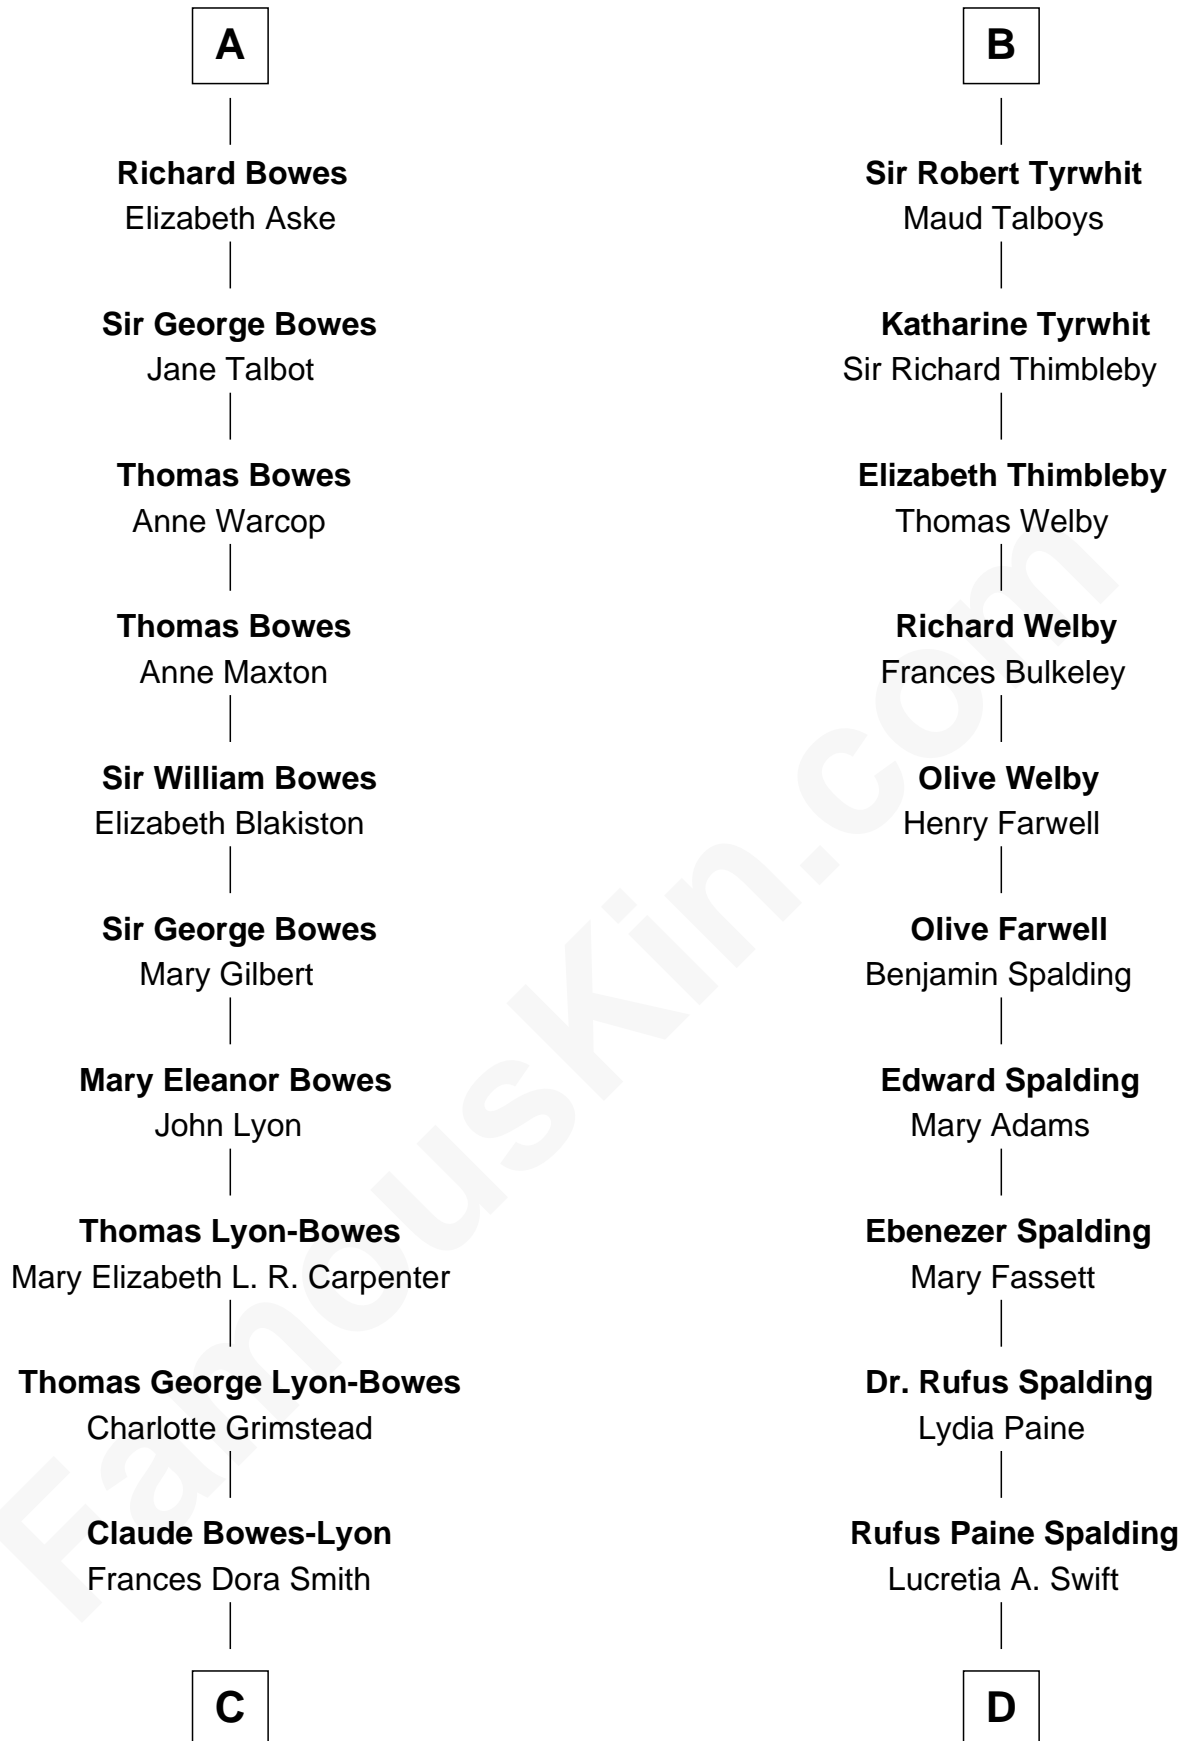 A
Richard Bowes
Elizabeth Aske
Sir George Bowes
Jane Talbot
Thomas Bowes
Anne Warcop
Thomas Bowes
Anne Maxton
Sir William Bowes
Elizabeth Blakiston
Sir George Bowes
Mary Gilbert
Mary Eleanor Bowes
John Lyon
Thomas Lyon-Bowes
Mary Elizabeth L. R. Carpenter
Thomas George Lyon-Bowes
Charlotte Grimstead
Claude Bowes-Lyon
Frances Dora Smith
C
B
Sir Robert Tyrwhit
Maud Talboys
Katharine Tyrwhit
Sir Richard Thimbleby
Elizabeth Thimbleby
Thomas Welby
Richard Welby
Frances Bulkeley
Olive Welby
Henry Farwell
Olive Farwell
Benjamin Spalding
Edward Spalding
Mary Adams
Ebenezer Spalding
Mary Fassett
Dr. Rufus Spalding
Lydia Paine
Rufus Paine Spalding
Lucretia A. Swift
D
FamousKin.com